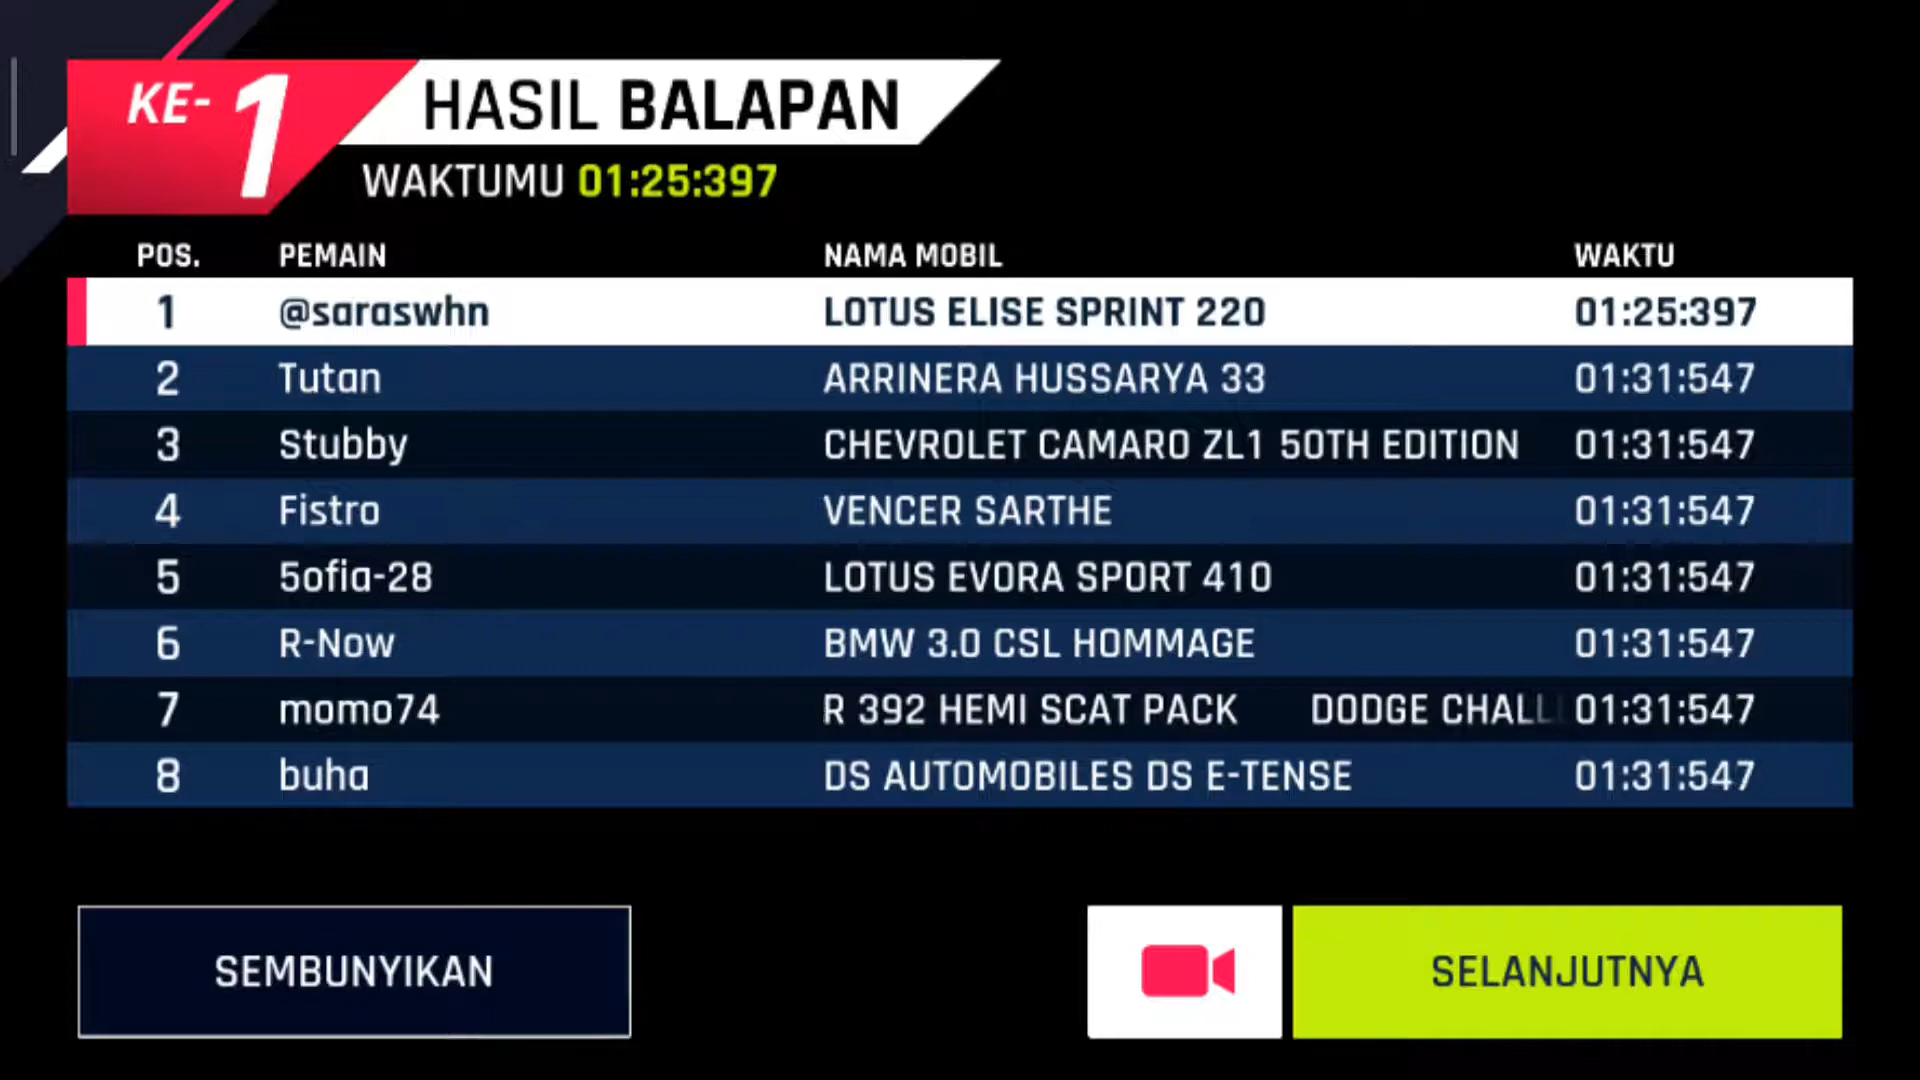 KE-1
HASIL BALAPAN
WAKTUMU 01:25:397
POS. PEMAIN NAMA MOBIL WAKTU
1 @saraswhn LOTUS ELISE SPRINT 220 01:25:397
2 Tutan ARRINERA HUSSARYA 33 01:31:547
3 Stubby CHEVROLET CAMARO ZL1 50TH EDITION 01:31:547
4 Fistro VENCER SARTHE 01:31:547
5 5ofia-28 LOTUS EVORA SPORT 410 01:31:547
6 R-Now BMW 3.0 CSL HOMMAGE 01:31:547
7 momo74 R 392 HEMI SCAT PACK DODGE CHALL 01:31:547
8 buha DS AUTOMOBILES DS E-TENSE 01:31:547
SEMBUNYIKAN SELANJUTNYA